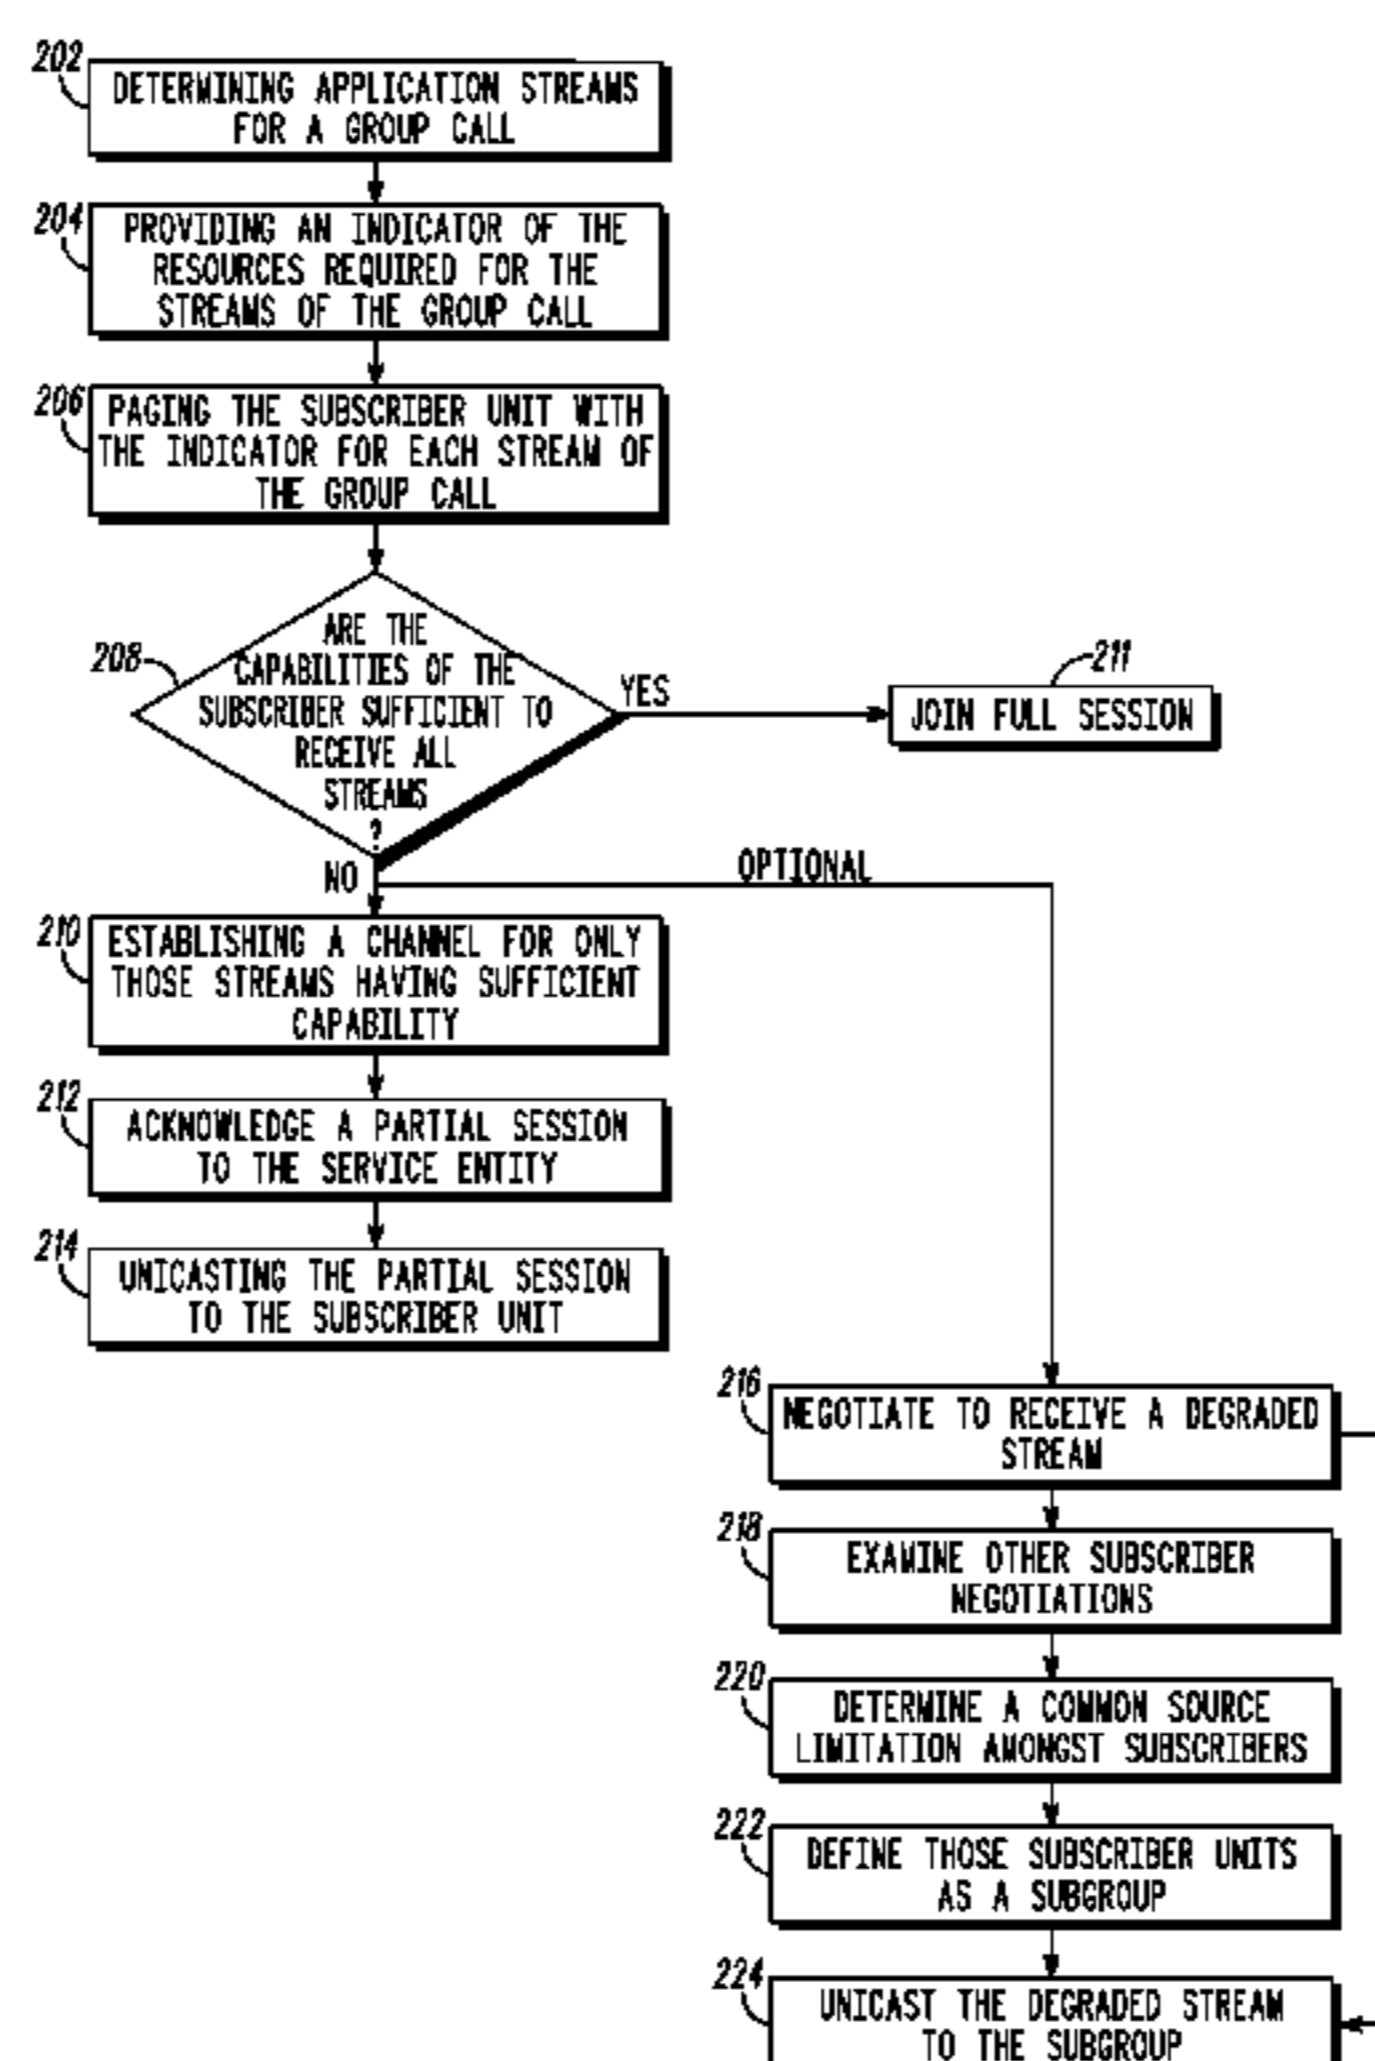 202
DETERMINING APPLICATION STREAMS
FOR A GROUP CALL
204
PROVIDING AN INDICATOR OF THE
RESOURCES REQUIRED FOR THE
STREAMS OF THE GROUP CALL
206
PAGING THE SUBSCRIBER UNIT WITH
THE INDICATOR FOR EACH STREAM OF
THE GROUP CALL
208
ARE THE
CAPABILITIES OF THE
SUBSCRIBER SUFFICIENT TO
RECEIVE ALL
STREAMS
?
YES
211
JOIN FULL SESSION
NO
OPTIONAL
210
ESTABLISHING A CHANNEL FOR ONLY
THOSE STREAMS HAVING SUFFICIENT
CAPABILITY
212
ACKNOWLEDGE A PARTIAL SESSION
TO THE SERVICE ENTITY
214
UNICASTING THE PARTIAL SESSION
TO THE SUBSCRIBER UNIT
216
NEGOTIATE TO RECEIVE A DEGRADED
STREAM
218
EXAMINE OTHER SUBSCRIBER
NEGOTIATIONS
220
DETERMINE A COMMON SOURCE
LIMITATION AMONGST SUBSCRIBERS
222
DEFINE THOSE SUBSCRIBER UNITS
AS A SUBGROUP
224
UNICAST THE DEGRADED STREAM
TO THE SUBGROUP